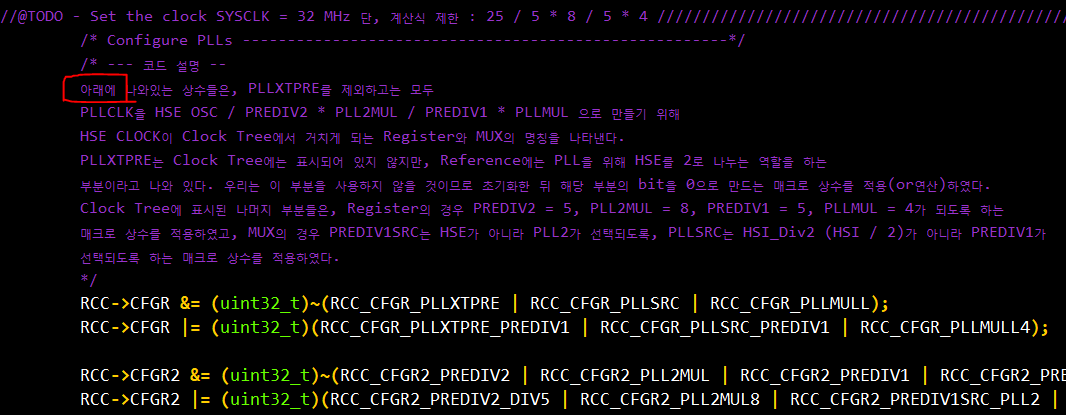 //@TODO - Set the clock SYSCLK = 32 MHz 단, 계산식 제한 : 25 / 5 * 8 / 5 * 4 ////////////////////////////////////////////////
/* Configure PLLs ------------------------------------------------------*/
/* --- 코드 설명 --
아래에 나와있는 상수들은, PLLXTPRE를 제외하고는 모두
PLLCLK을 HSE OSC / PREDIV2 * PLL2MUL / PREDIV1 * PLLMUL 으로 만들기 위해
HSE CLOCK이 Clock Tree에서 거치게 되는 Register와 MUX의 명칭을 나타낸다.
PLLXTPRE는 Clock Tree에는 표시되어 있지 않지만, Reference에는 PLL을 위해 HSE를 2로 나누는 역할을 하는
부분이라고 나와 있다. 우리는 이 부분을 사용하지 않을 것이므로 초기화한 뒤 해당 부분의 bit을 0으로 만드는 매크로 상수를 적용(or연산)하였다.
Clock Tree에 표시된 나머지 부분들은, Register의 경우 PREDIV2 = 5, PLL2MUL = 8, PREDIV1 = 5, PLLMUL = 4가 되도록 하는
매크로 상수를 적용하였고, MUX의 경우 PREDIV1SRC는 HSE가 아니라 PLL2가 선택되도록, PLLSRC는 HSI_Div2 (HSI / 2)가 아니라 PREDIV1가
선택되도록 하는 매크로 상수를 적용하였다.
*/
RCC->CFGR &= (uint32_t)~(RCC_CFGR_PLLXTPRE | RCC_CFGR_PLLSRC | RCC_CFGR_PLLMULL);
RCC->CFGR |= (uint32_t)(RCC_CFGR_PLLXTPRE_PREDIV1 | RCC_CFGR_PLLSRC_PREDIV1 | RCC_CFGR_PLLMULL4);
RCC->CFGR2 &= (uint32_t)~(RCC_CFGR2_PREDIV2 | RCC_CFGR2_PLL2MUL | RCC_CFGR2_PREDIV1 | RCC_CFGR2_PRE
RCC->CFGR2 |= (uint32_t)(RCC_CFGR2_PREDIV2_DIV5 | RCC_CFGR2_PLL2MUL8 | RCC_CFGR2_PREDIV1SRC_PLL2 |